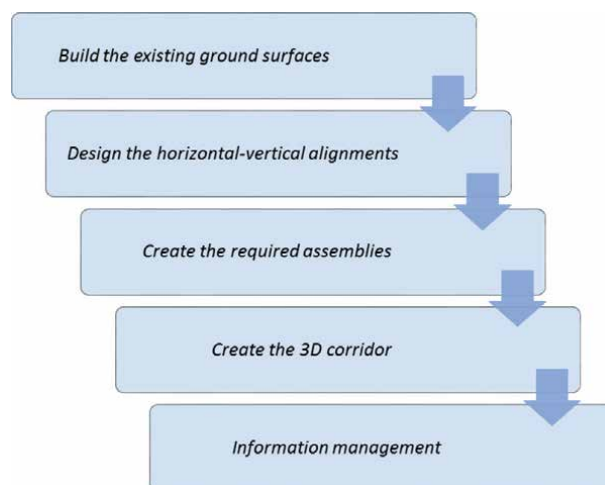 Build the existing ground surfaces
Design the horizontal-vertical alignments
Create the required assemblies
Create the 3D corridor
Information management